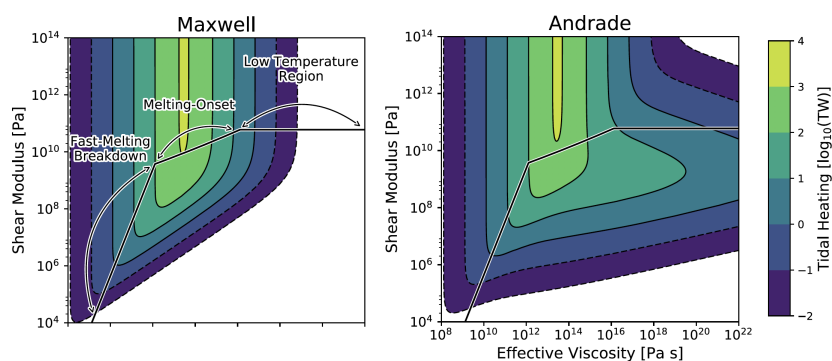 Maxwell
Andrade
Shear Modulus [Pa]
10^14
10^12
10^10
10^8
10^6
10^4
Low Temperature
Region
Melting-Onset
Fast-Melting
Breakdown
Shear Modulus [Pa]
10^14
10^12
10^10
10^8
10^6
10^4
10^8
10^10
10^12
10^14
10^16
10^18
10^20
10^22
Effective Viscosity [Pa s]
4
3
2
1
0
−1
−2
Tidal Heating [log₁₀(TW)]